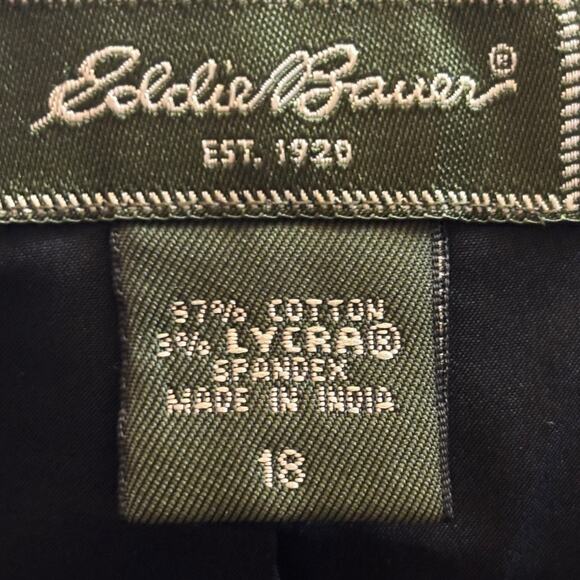 Eddie Bauer®
EST. 1920
97% COTTON
3% LYCRA®
SPANDEX
MADE IN INDIA
18